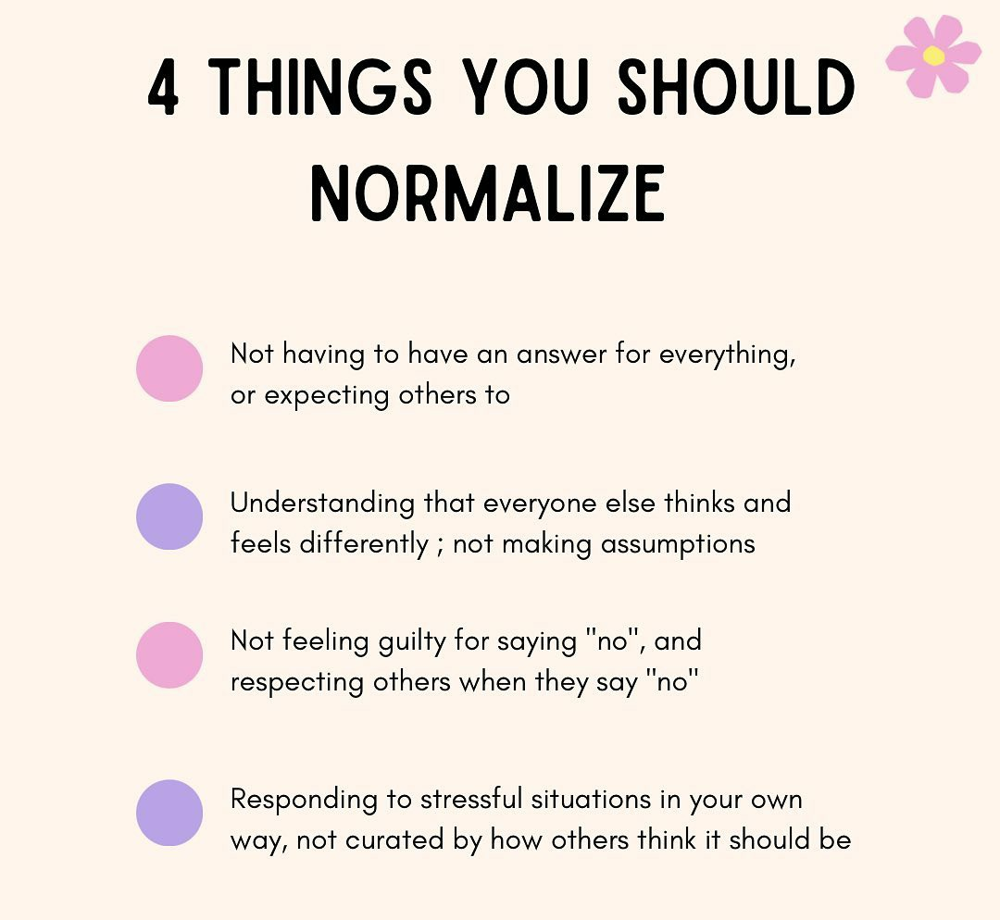 4 THINGS YOU SHOULD
NORMALIZE
Not having to have an answer for everything,
or expecting others to
Understanding that everyone else thinks and
feels differently ; not making assumptions
Not feeling guilty for saying "no", and
respecting others when they say "no"
Responding to stressful situations in your own
way, not curated by how others think it should be